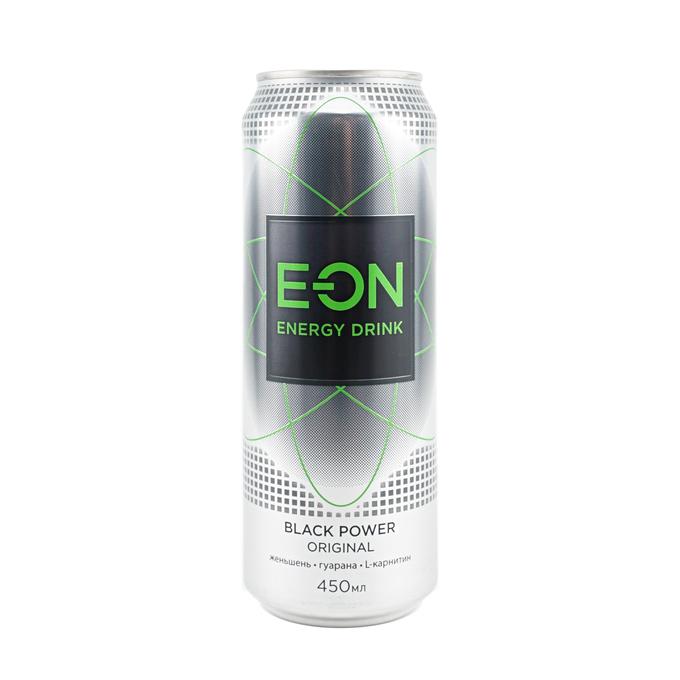 E-ON
ENERGY DRINK
BLACK POWER
ORIGINAL
женьшень • гуарана • L-карнитин
450мл